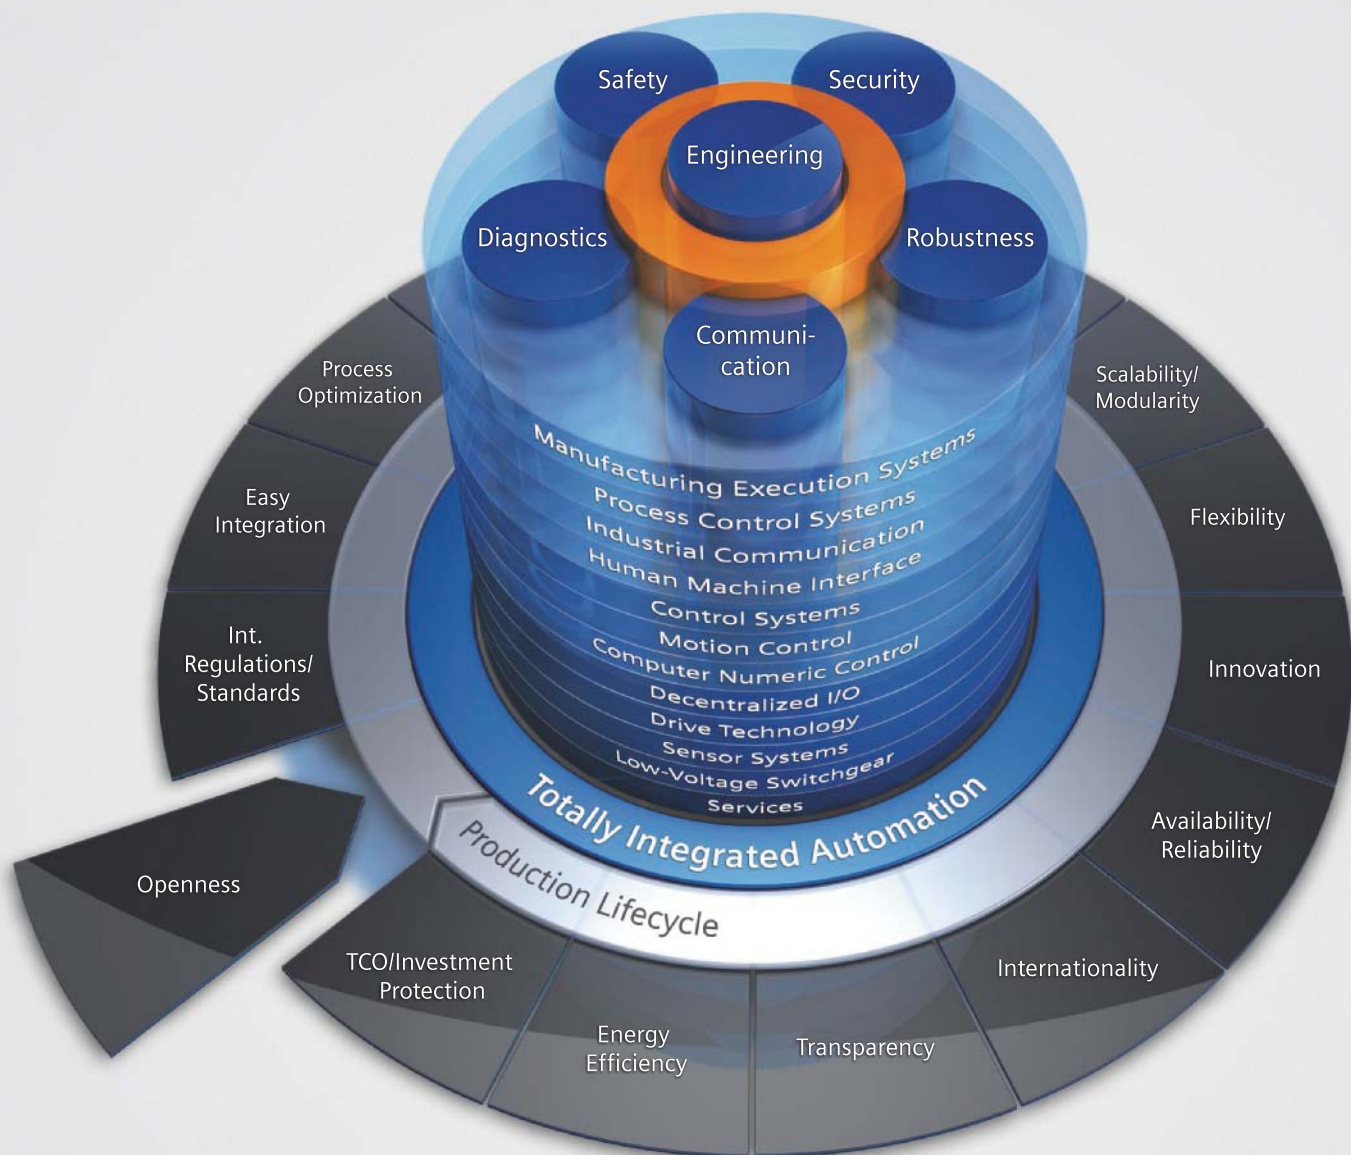 Safety
Security
Engineering
Diagnostics
Robustness
Communi-
cation
Manufacturing Execution Systems
Process Control Systems
Industrial Communication
Human Machine Interface
Control Systems
Motion Control
Computer Numeric Control
Decentralized I/O
Drive Technology
Sensor Systems
Low-Voltage Switchgear
Services
Totally Integrated Automation
Production Lifecycle
Process
Optimization
Easy
Integration
Int.
Regulations/
Standards
Openness
TCO/Investment
Protection
Energy
Efficiency
Transparency
Internationality
Availability/
Reliability
Innovation
Flexibility
Scalability/
Modularity